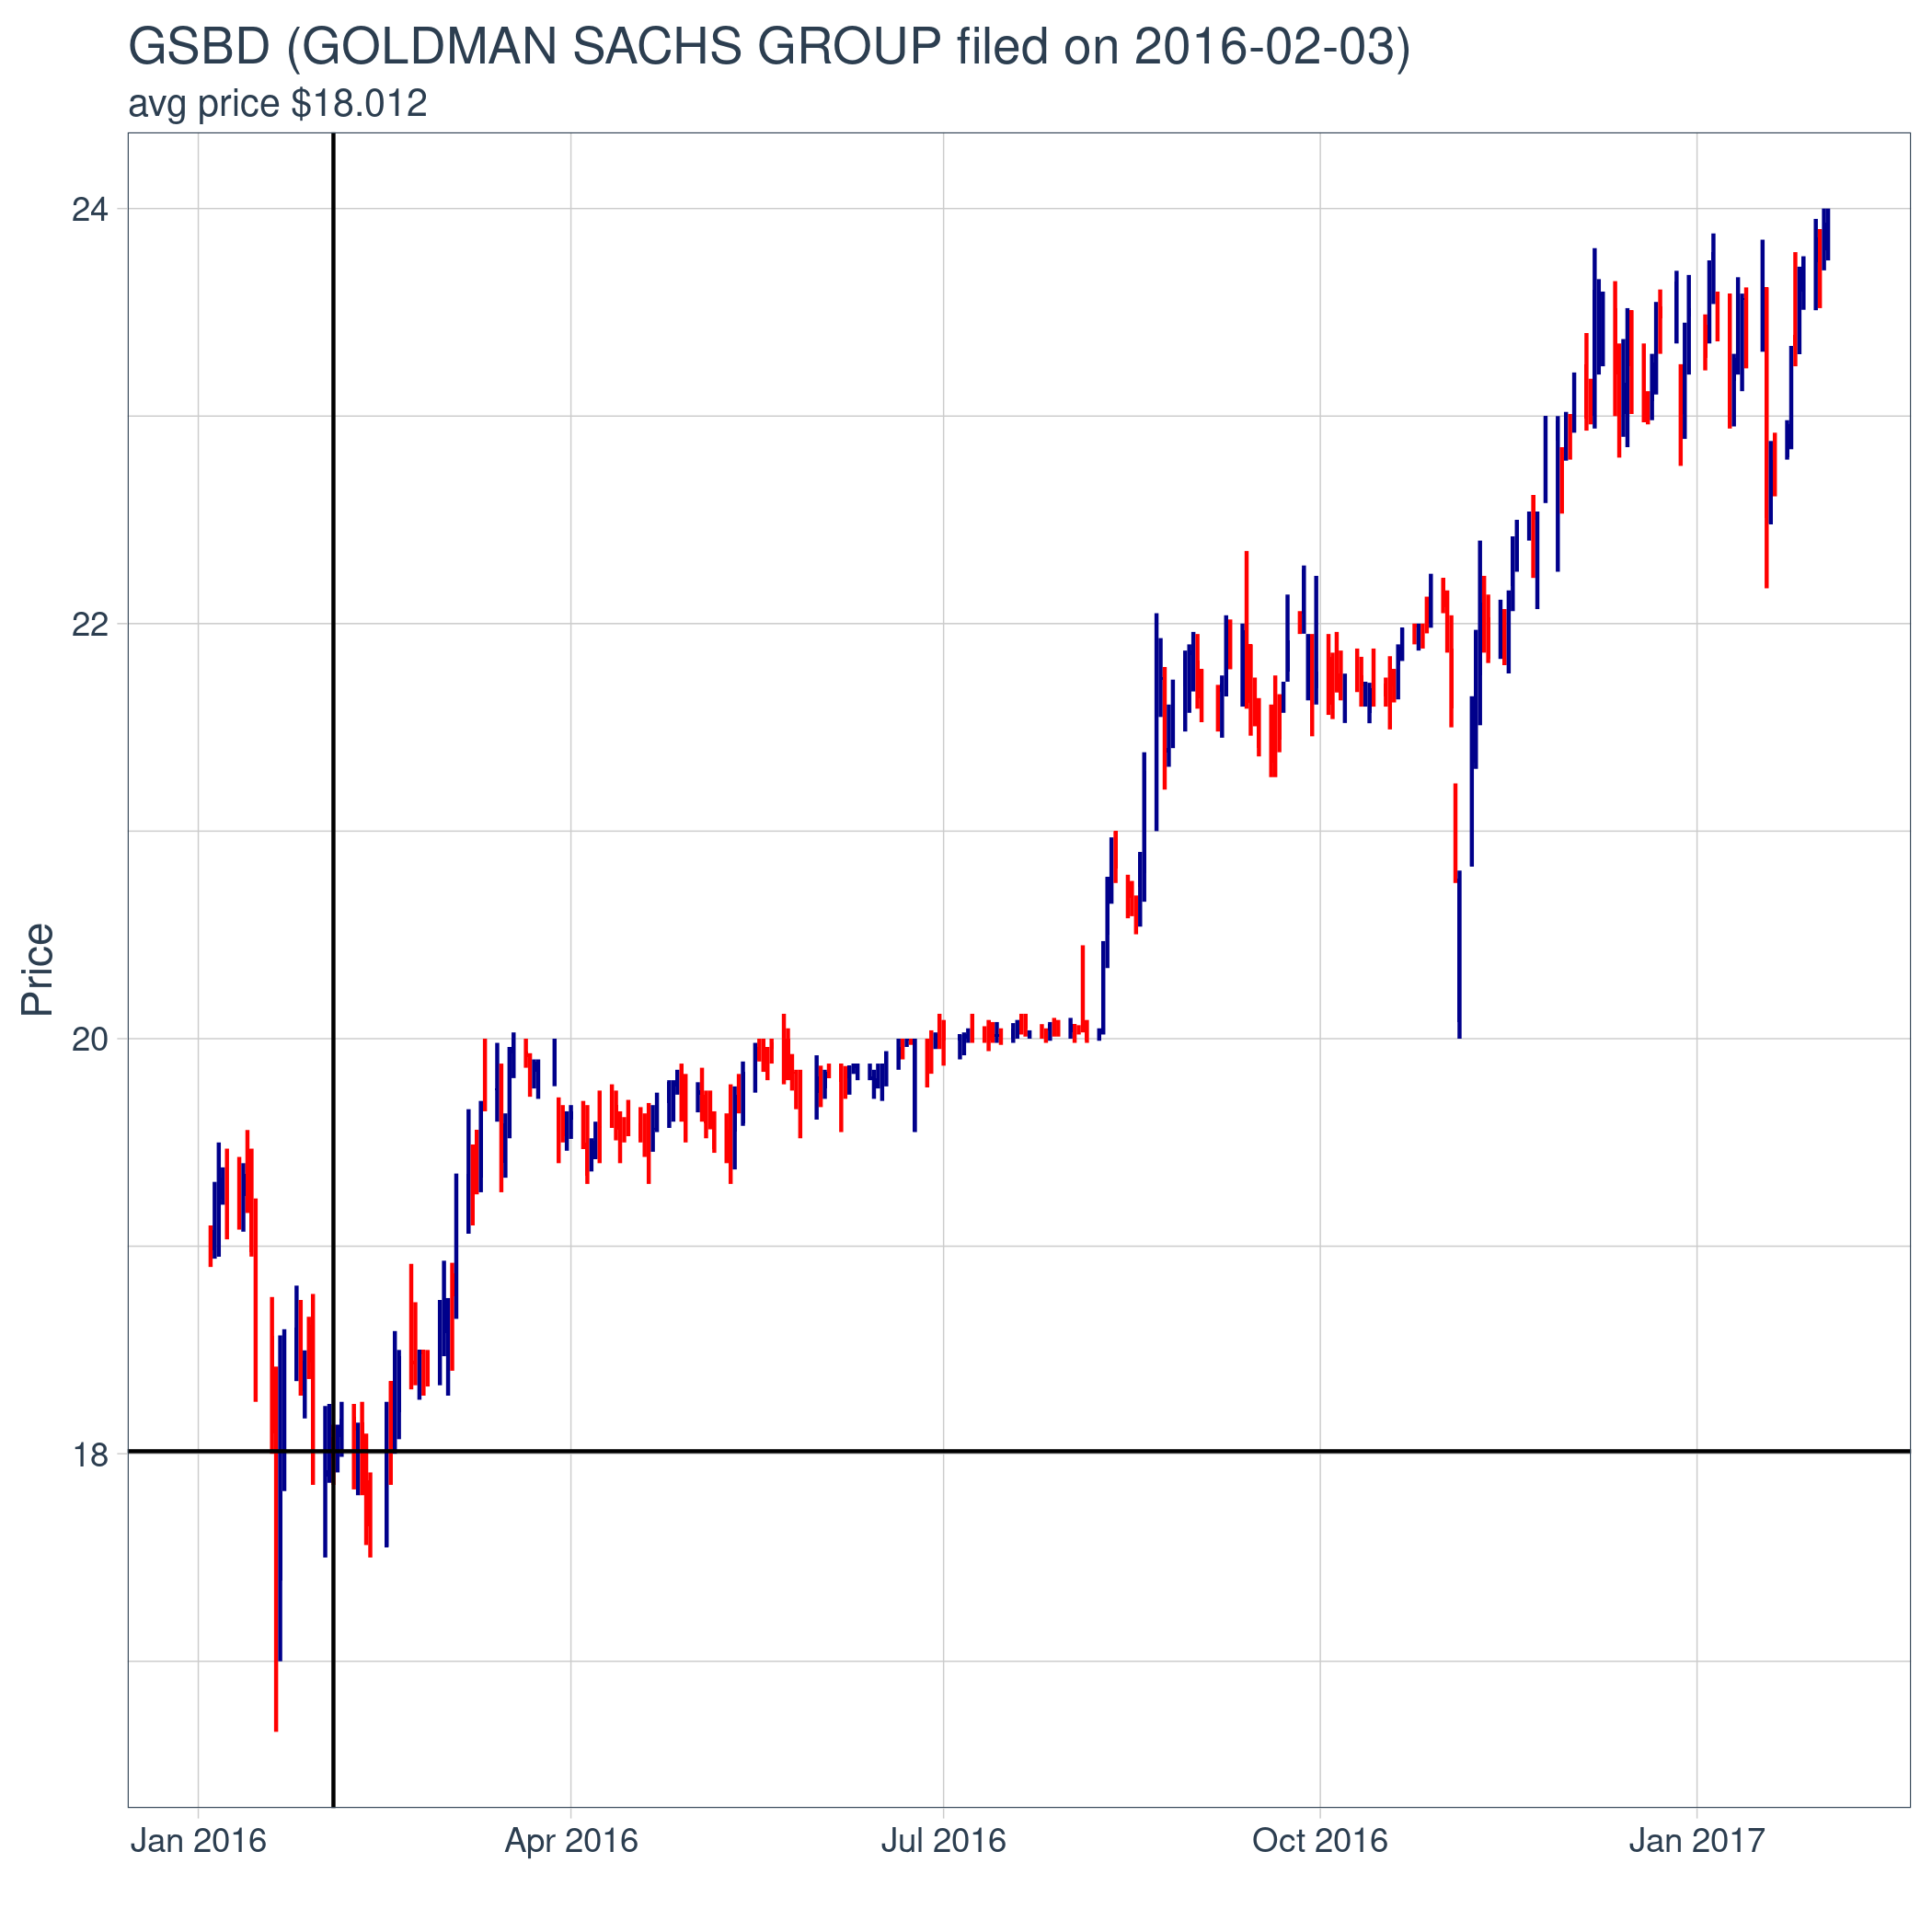 GSBD (GOLDMAN SACHS GROUP filed on 2016-02-03)
avg price $18.012
24
22
20
18
Price
Jan 2016
Apr 2016
Jul 2016
Oct 2016
Jan 2017